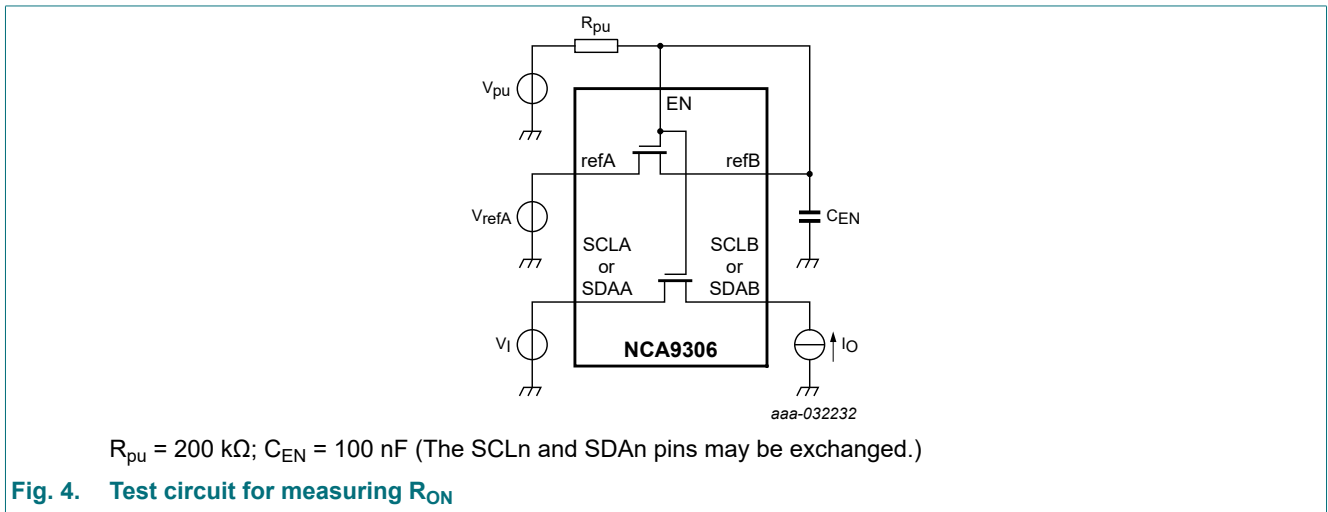 Rpu
Vpu
EN
refA
refB
VrefA
CEN
SCLA
or
SDAA
SCLB
or
SDAB
VI
NCA9306
IO
aaa-032232
Rpu = 200 kΩ; CEN = 100 nF (The SCLn and SDAn pins may be exchanged.)
Fig. 4. Test circuit for measuring RON